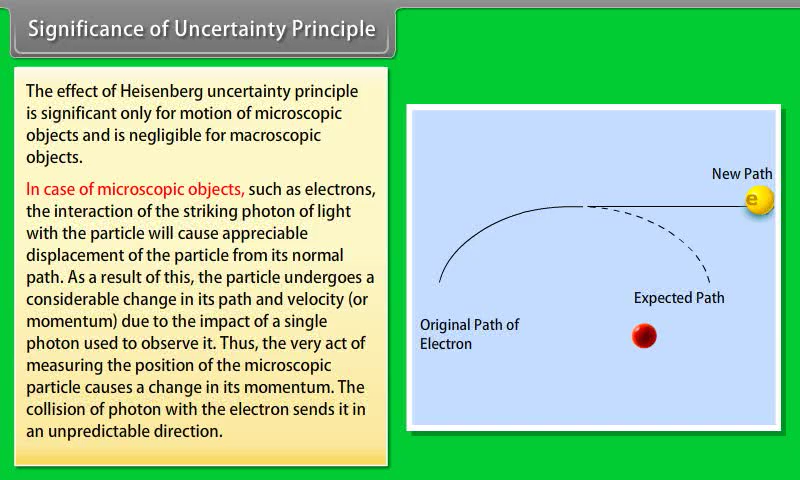 Significance of Uncertainty Principle
The effect of Heisenberg uncertainty principle
is significant only for motion of microscopic
objects and is negligible for macroscopic
objects.
In case of microscopic objects, such as electrons,
the interaction of the striking photon of light
with the particle will cause appreciable
displacement of the particle from its normal
path. As a result of this, the particle undergoes a
considerable change in its path and velocity (or
momentum) due to the impact of a single
photon used to observe it. Thus, the very act of
measuring the position of the microscopic
particle causes a change in its momentum. The
collision of photon with the electron sends it in
an unpredictable direction.
New Path
e
Expected Path
Original Path of
Electron